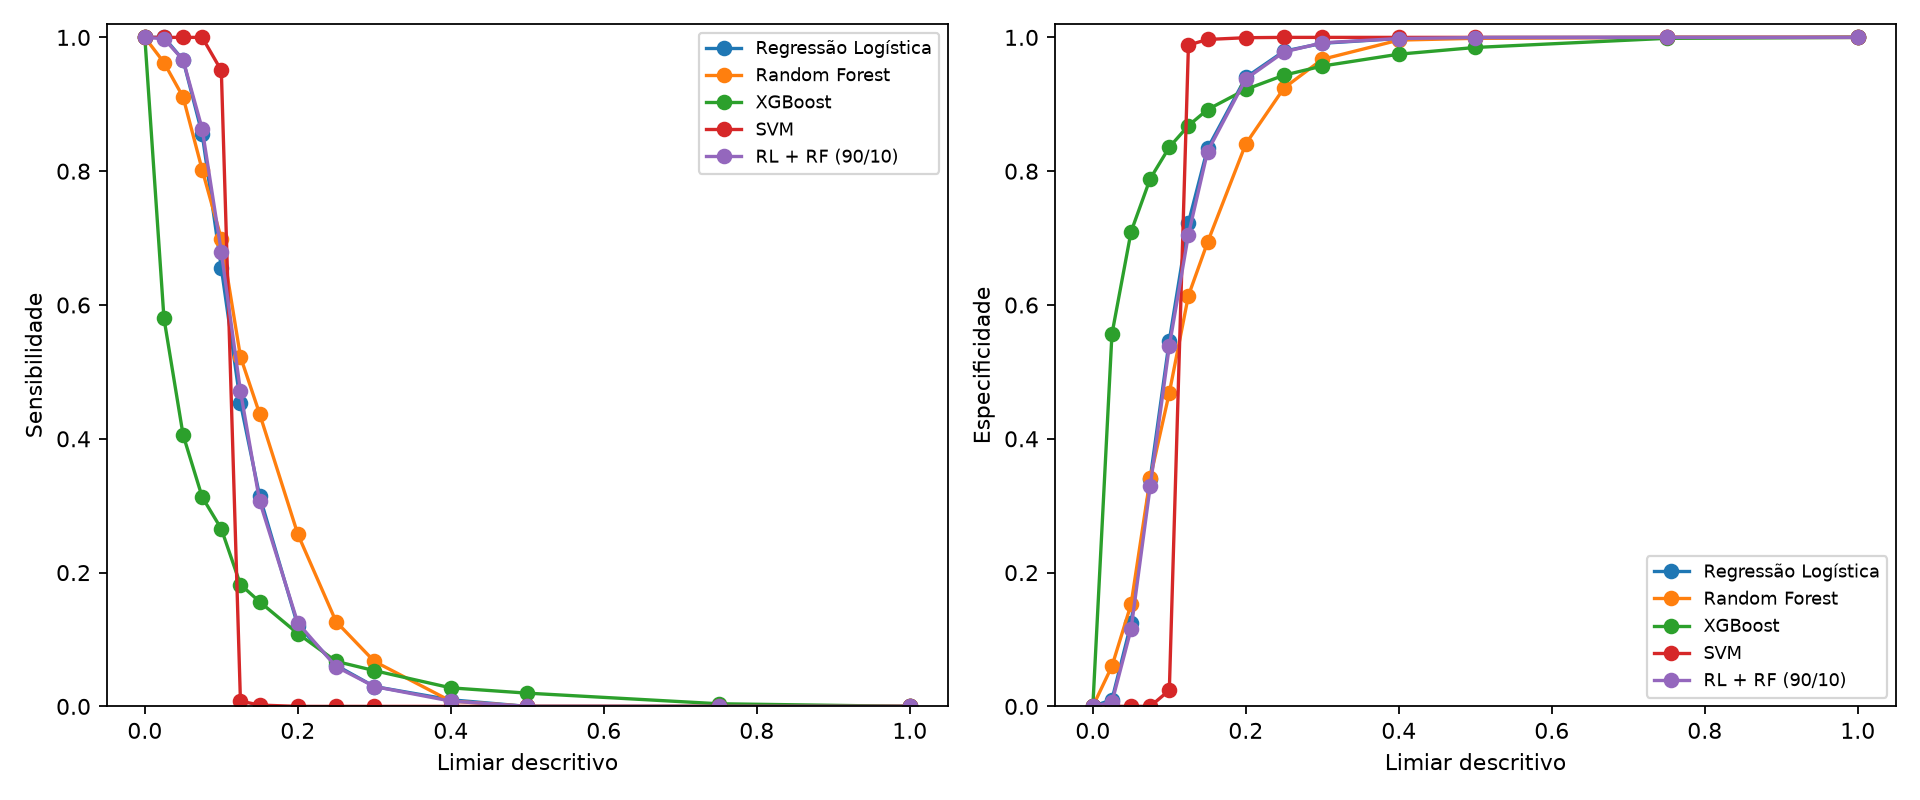 1.0
0.8
0.6
0.4
0.2
0.0
Sensibilidade
0.0 0.2 0.4 0.6 0.8 1.0
Limiar descritivo
Regressão Logística
Random Forest
XGBoost
SVM
RL + RF (90/10)
1.0
0.8
0.6
0.4
0.2
0.0
Especificidade
0.0 0.2 0.4 0.6 0.8 1.0
Limiar descritivo
Regressão Logística
Random Forest
XGBoost
SVM
RL + RF (90/10)